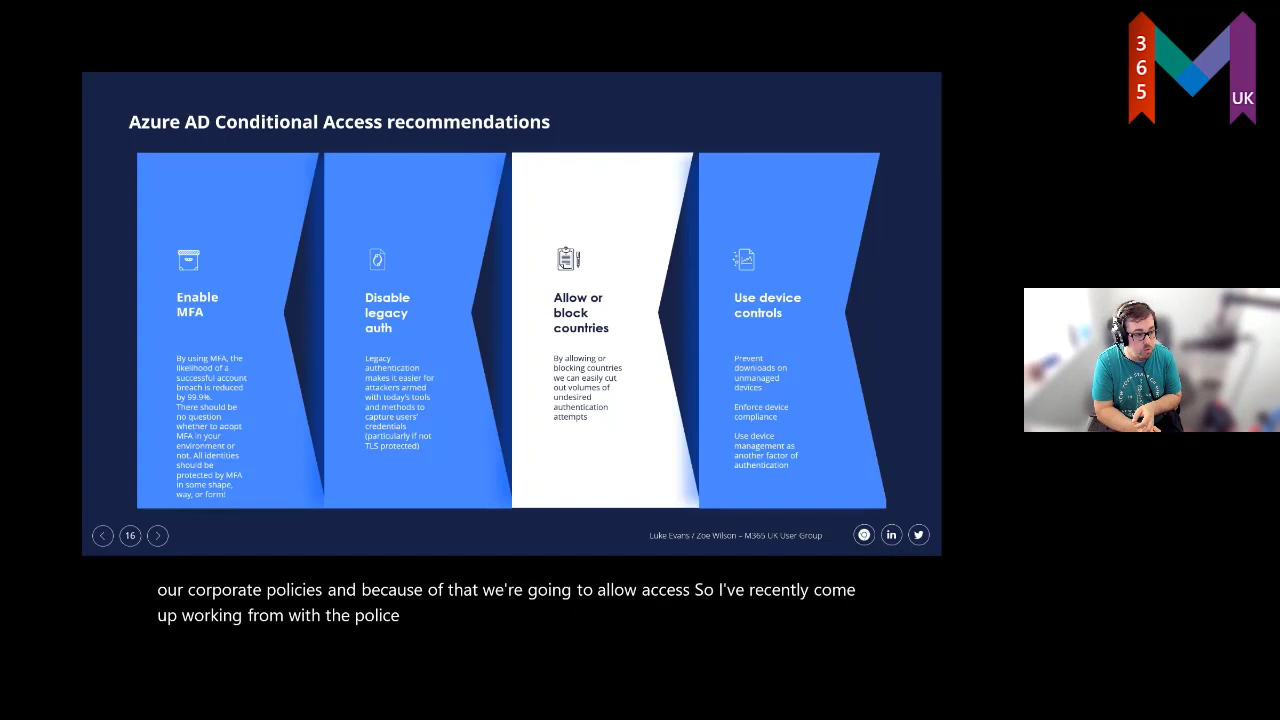 3
6
5
UK
Azure AD Conditional Access recommendations
Enable
MFA
By using MFA, the
likelihood of a
successful account
breach is reduced
by 99.9%.
There should be
no question
whether to adopt
MFA in your
environment or
not. All identities
should be
protected by MFA
in some shape,
way, or form!
Disable
legacy
auth
Legacy
authentication
makes it easier for
attackers armed
with today's tools
and methods to
capture users'
credentials
(particularly if not
TLS protected)
Allow or
block
countries
By allowing or
blocking countries
we can easily cut
out volumes of
undesired
authentication
attempts
Use device
controls
Prevent
downloads on
unmanaged
devices
Enforce device
compliance
Use device
management as
another factor of
authentication
16
Luke Evans / Zoe Wilson – M365 UK User Group
in
our corporate policies and because of that we're going to allow access So I've recently come
up working from with the police